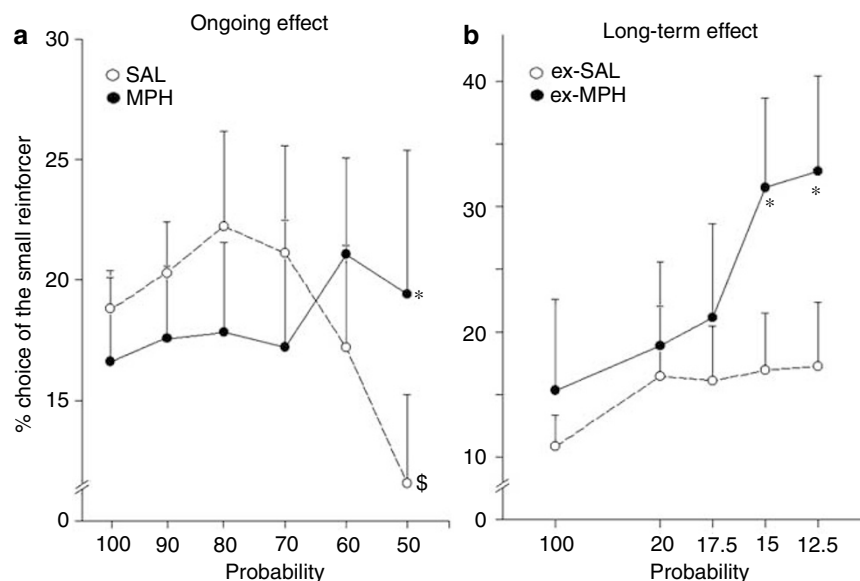 a
Ongoing effect
SAL
MPH
% choice of the small reinforcer
30
25
20
15
0
*
$
100 90 80 70 60 50
Probability
b
Long-term effect
ex-SAL
ex-MPH
40
30
20
10
0
* *
100 20 17.5 15 12.5
Probability